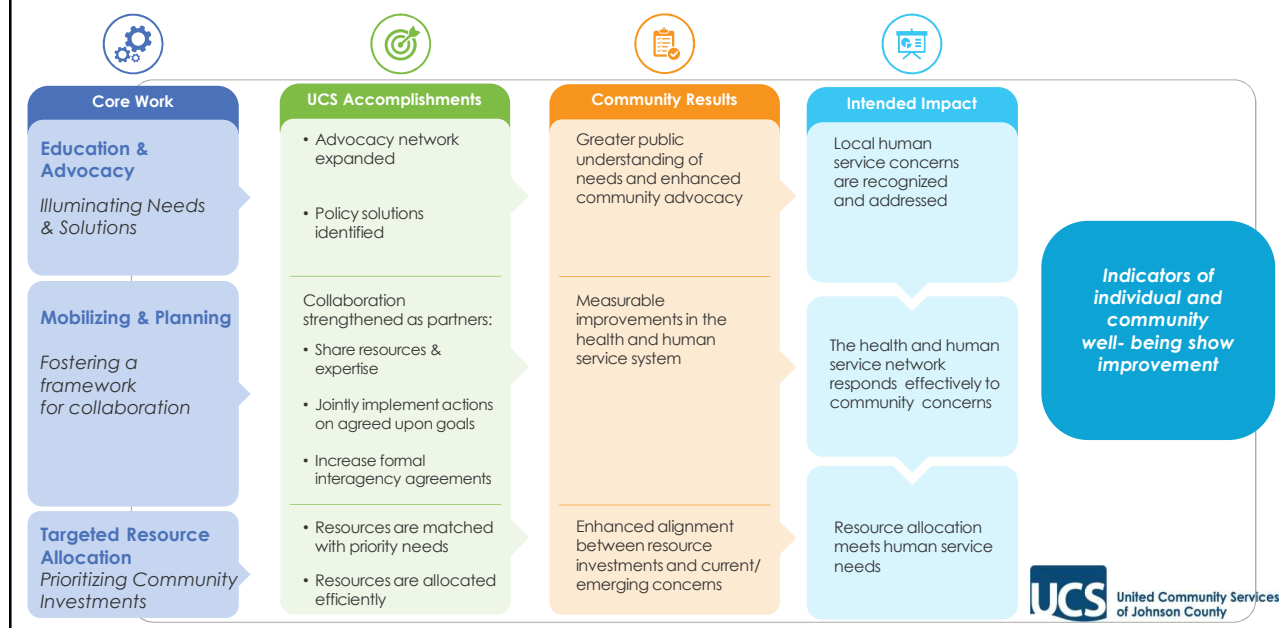 Core Work
Education &
Advocacy
Illuminating Needs
& Solutions
Mobilizing & Planning
Fostering a
framework
for collaboration
Targeted Resource
Allocation
Prioritizing Community
Investments
UCS Accomplishments
• Advocacy network
expanded
• Policy solutions
identified
Collaboration
strengthened as partners:
• Share resources &
expertise
• Jointly implement actions
on agreed upon goals
• Increase formal
interagency agreements
• Resources are matched
with priority needs
• Resources are allocated
efficiently
Community Results
Greater public
understanding of
needs and enhanced
community advocacy
Measurable
improvements in the
health and human
service system
Enhanced alignment
between resource
investments and current/
emerging concerns
Intended Impact
Local human
service concerns
are recognized
and addressed
The health and human
service network
responds effectively to
community concerns
Resource allocation
meets human service
needs
Indicators of
individual and
community
well- being show
improvement
UCS
United Community Services
of Johnson County